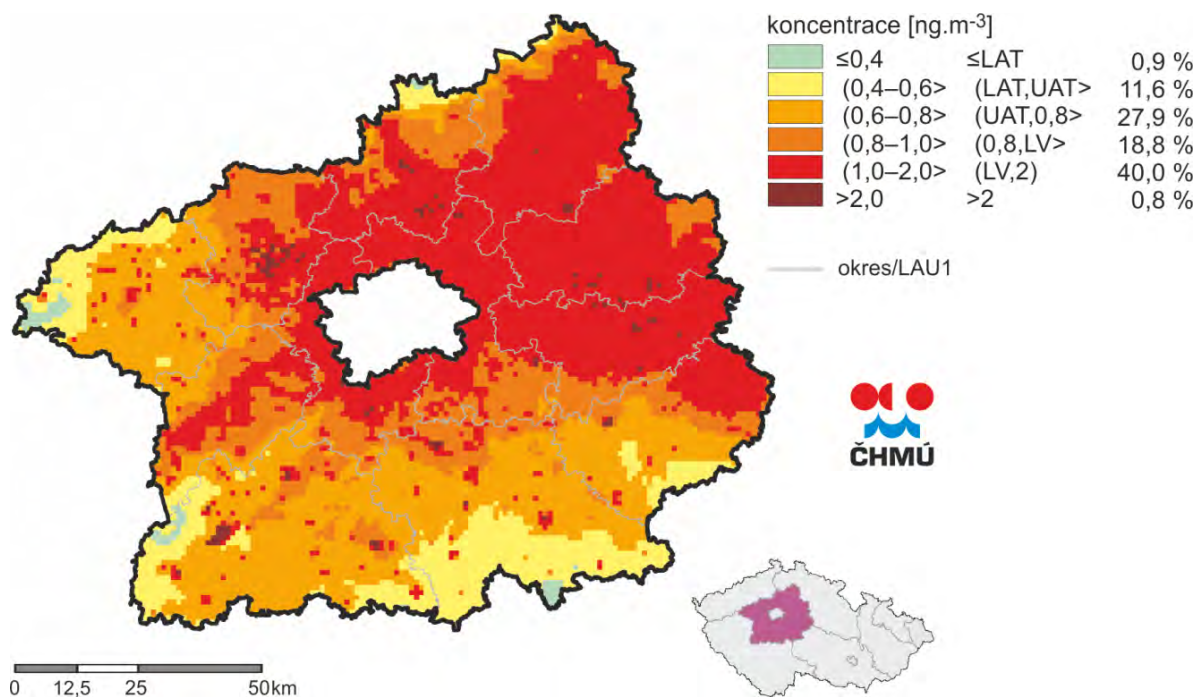 koncentrace [ng.m-3]
≤0,4 ≤LAT 0,9 %
(0,4–0,6> (LAT,UAT> 11,6 %
(0,6–0,8> (UAT,0,8> 27,9 %
(0,8–1,0> (0,8,LV> 18,8 %
(1,0–2,0> (LV,2) 40,0 %
>2,0 >2 0,8 %
okres/LAU1
ČHMÚ
0 12,5 25 50km